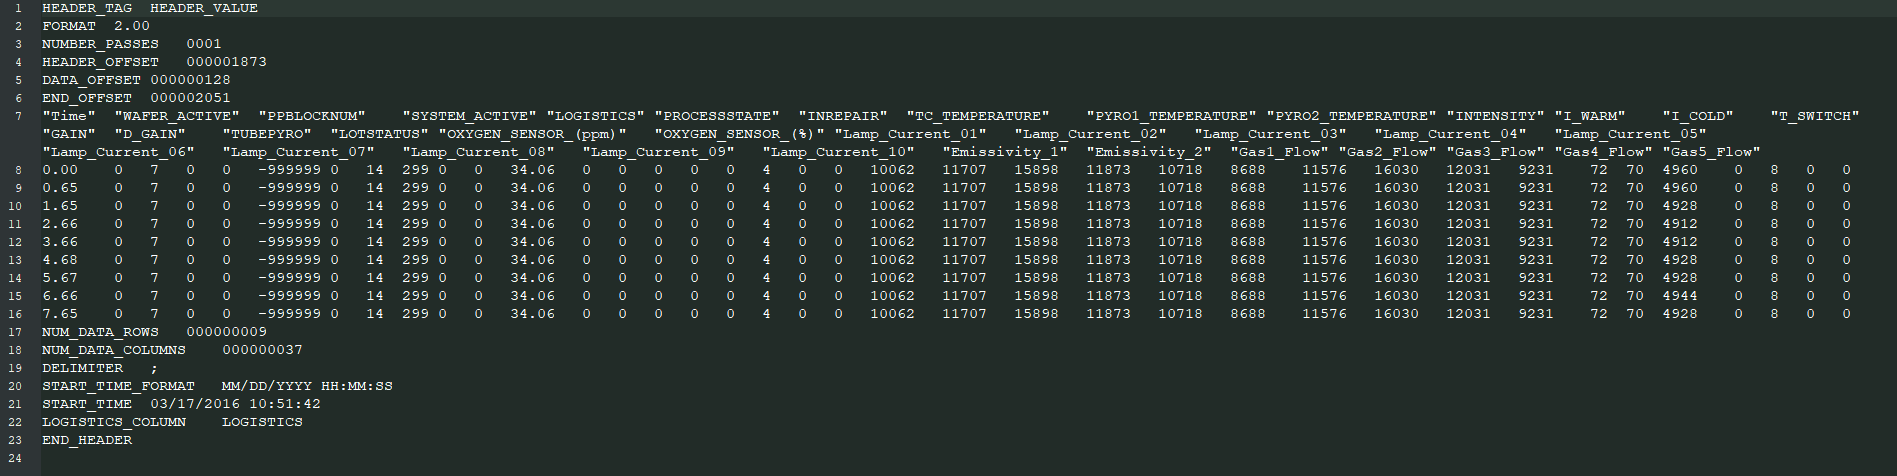 1 HEADER_TAG HEADER_VALUE
2 FORMAT 2.00
3 NUMBER_PASSES 0001
4 HEADER_OFFSET 000001873
5 DATA_OFFSET 000000128
6 END_OFFSET 000002051
7 "Time" "WAFER_ACTIVE" "PPBLOCKNUM" "SYSTEM_ACTIVE" "LOGISTICS" "PROCESSSTATE" "INREPAIR" "TC_TEMPERATURE" "PYRO1_TEMPERATURE" "PYRO2_TEMPERATURE" "INTENSITY" "I_WARM" "I_COLD" "T_SWITCH"
"GAIN" "D_GAIN" "TUBEPYRO" "LOTSTATUS" "OXYGEN_SENSOR_(ppm)" "OXYGEN_SENSOR_(%)" "Lamp_Current_01" "Lamp_Current_02" "Lamp_Current_03" "Lamp_Current_04" "Lamp_Current_05"
"Lamp_Current_06" "Lamp_Current_07" "Lamp_Current_08" "Lamp_Current_09" "Lamp_Current_10" "Emissivity_1" "Emissivity_2" "Gas1_Flow" "Gas2_Flow" "Gas3_Flow" "Gas4_Flow" "Gas5_Flow"
8 0.00 0 7 0 0 -999999 0 14 299 0 0 34.06 0 0 0 0 0 4 0 0 10062 11707 15898 11873 10718 8688 11576 16030 12031 9231 72 70 4960 0 8 0 0
9 0.65 0 7 0 0 -999999 0 14 299 0 0 34.06 0 0 0 0 0 4 0 0 10062 11707 15898 11873 10718 8688 11576 16030 12031 9231 72 70 4960 0 8 0 0
10 1.65 0 7 0 0 -999999 0 14 299 0 0 34.06 0 0 0 0 0 4 0 0 10062 11707 15898 11873 10718 8688 11576 16030 12031 9231 72 70 4928 0 8 0 0
11 2.66 0 7 0 0 -999999 0 14 299 0 0 34.06 0 0 0 0 0 4 0 0 10062 11707 15898 11873 10718 8688 11576 16030 12031 9231 72 70 4912 0 8 0 0
12 3.66 0 7 0 0 -999999 0 14 299 0 0 34.06 0 0 0 0 0 4 0 0 10062 11707 15898 11873 10718 8688 11576 16030 12031 9231 72 70 4912 0 8 0 0
13 4.68 0 7 0 0 -999999 0 14 299 0 0 34.06 0 0 0 0 0 4 0 0 10062 11707 15898 11873 10718 8688 11576 16030 12031 9231 72 70 4928 0 8 0 0
14 5.67 0 7 0 0 -999999 0 14 299 0 0 34.06 0 0 0 0 0 4 0 0 10062 11707 15898 11873 10718 8688 11576 16030 12031 9231 72 70 4928 0 8 0 0
15 6.66 0 7 0 0 -999999 0 14 299 0 0 34.06 0 0 0 0 0 4 0 0 10062 11707 15898 11873 10718 8688 11576 16030 12031 9231 72 70 4944 0 8 0 0
16 7.65 0 7 0 0 -999999 0 14 299 0 0 34.06 0 0 0 0 0 4 0 0 10062 11707 15898 11873 10718 8688 11576 16030 12031 9231 72 70 4928 0 8 0 0
17 NUM_DATA_ROWS 000000009
18 NUM_DATA_COLUMNS 000000037
19 DELIMITER ;
20 START_TIME_FORMAT MM/DD/YYYY HH:MM:SS
21 START_TIME 03/17/2016 10:51:42
22 LOGISTICS_COLUMN LOGISTICS
23 END_HEADER
24